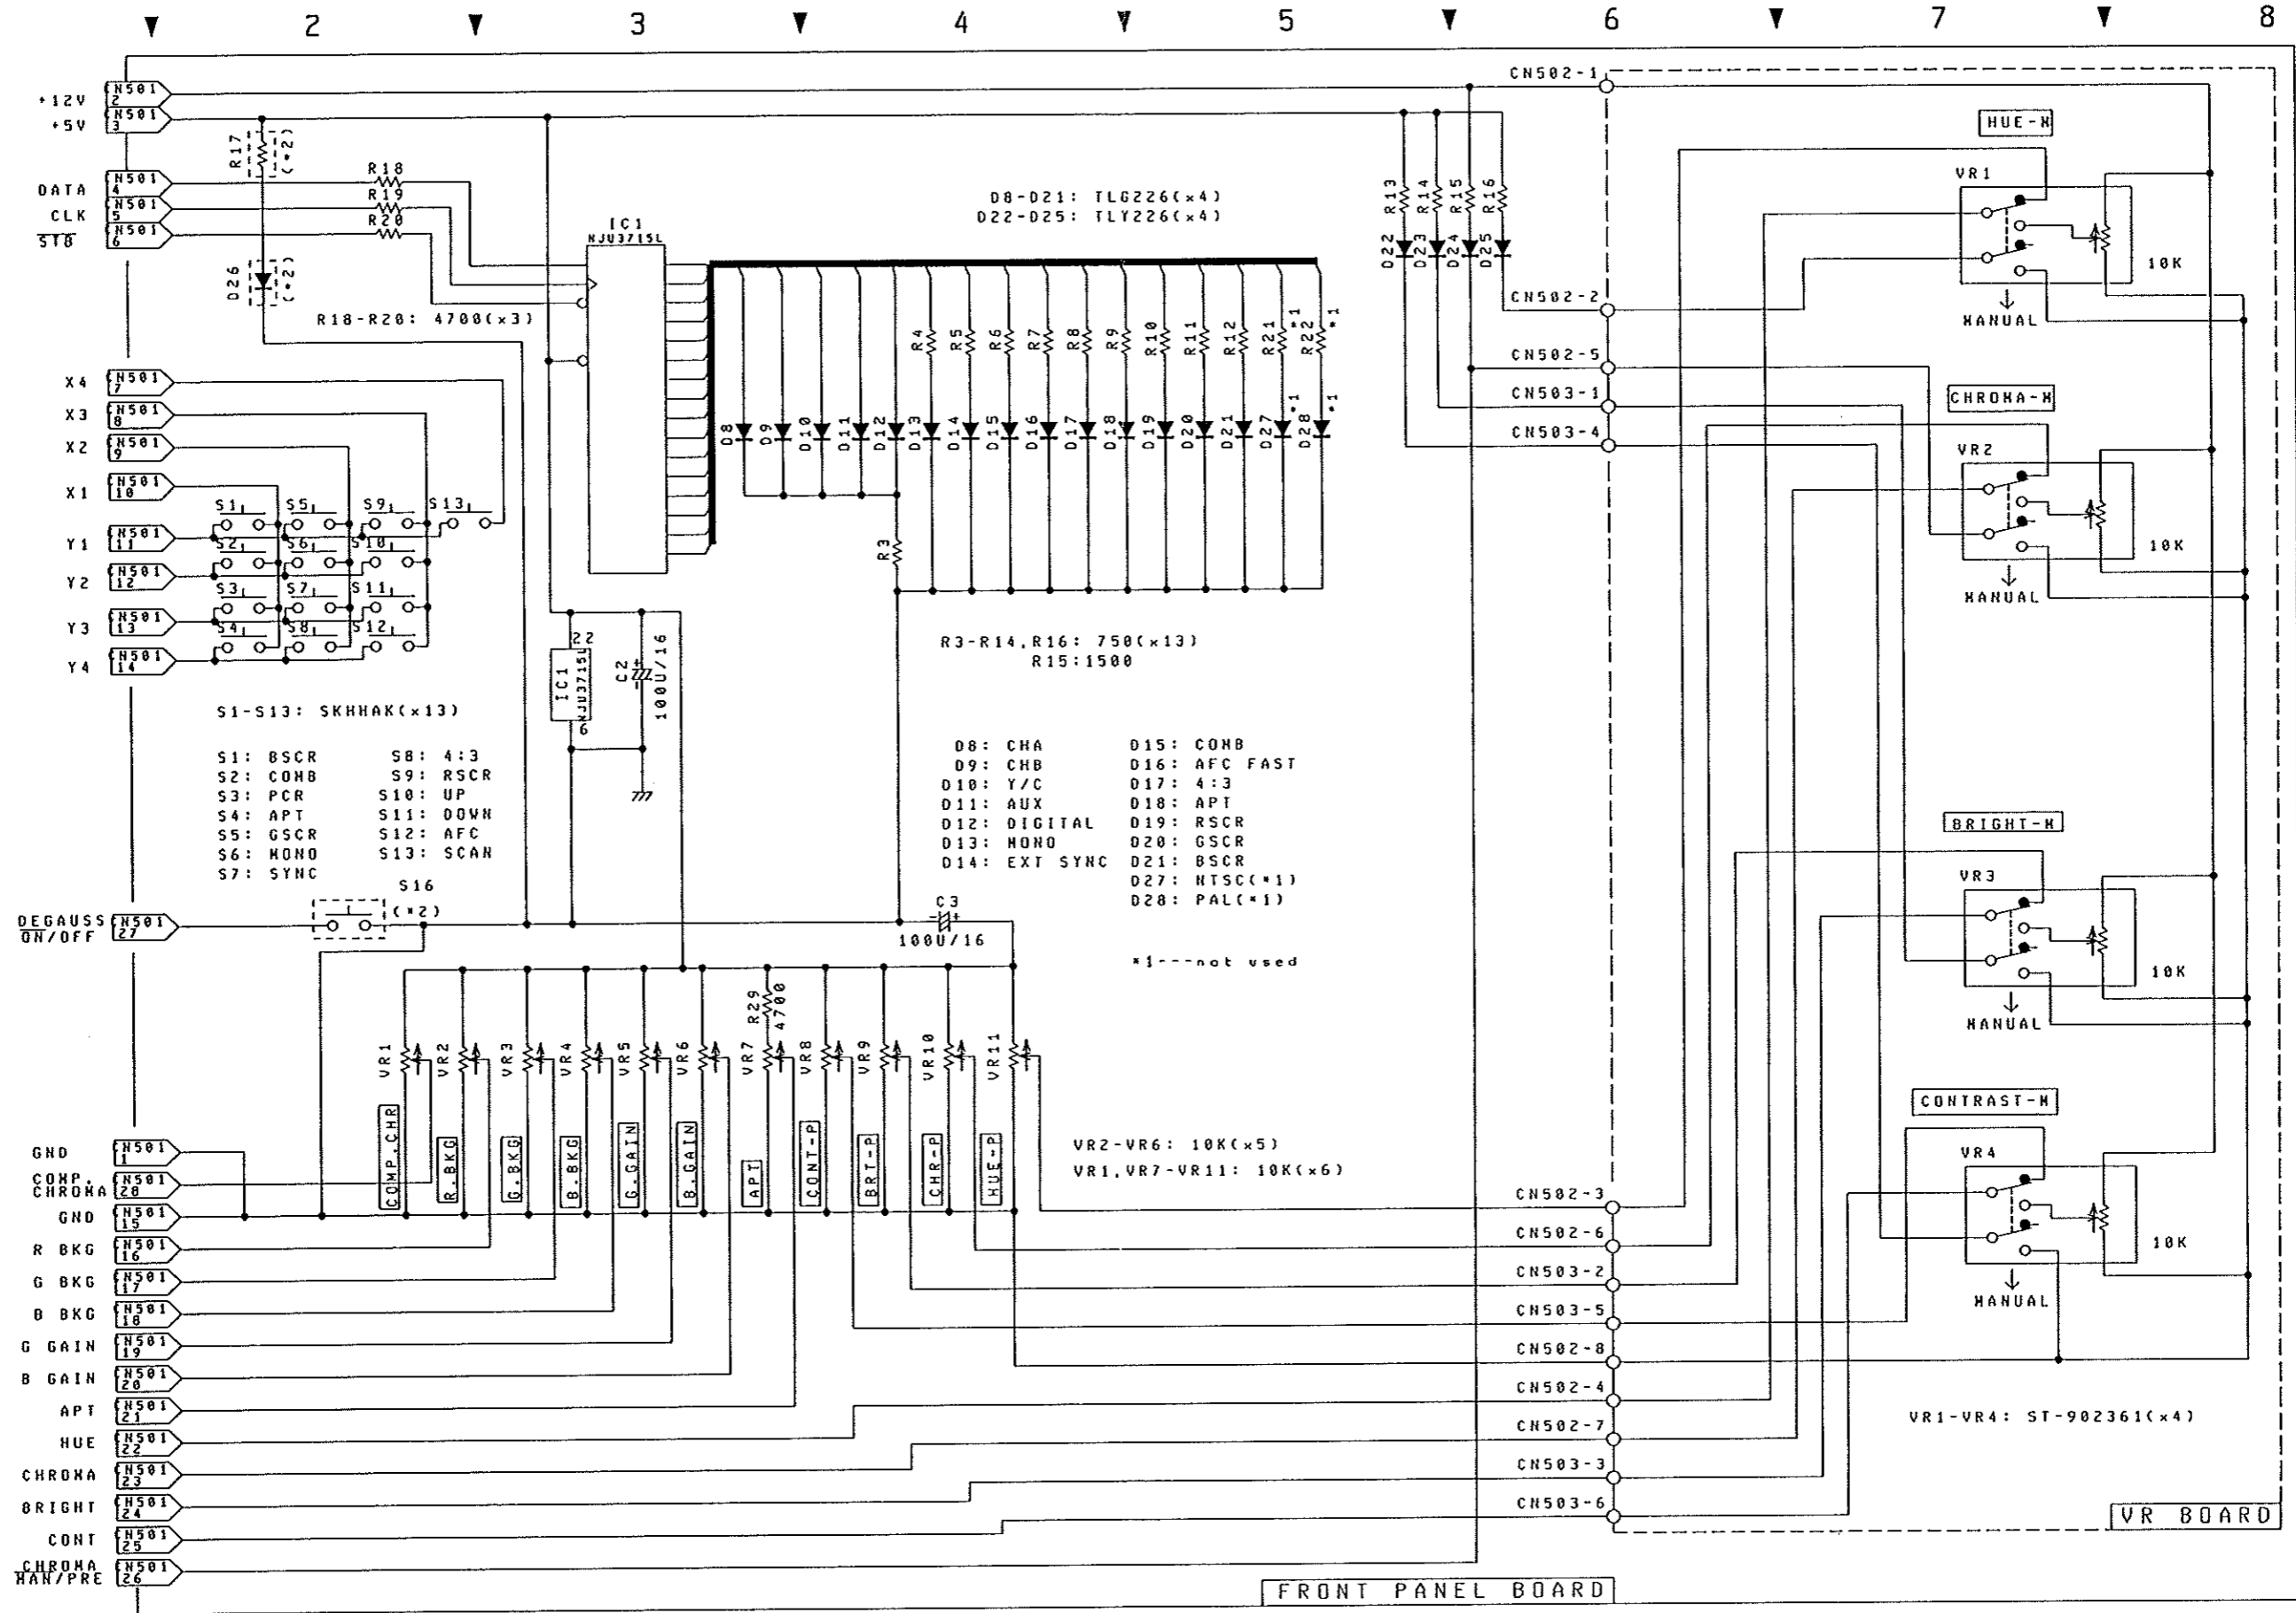 2 3 4 5 6 7 8
CN502-1
+12V CN501 2
+5V CN501 3
R17 (*2)
DATA CN501 4
CLK CN501 5
STB CN501 6
R18
R19
R20
D26 (*2)
R18-R20: 4700(×3)
IC1
NJU3715L
D8-D21: TLG226(×4)
D22-D25: TLY226(×4)
R13 R14 R15 R16
D22 D23 D24 D25
HUE-M
VR1
10K
MANUAL
CN502-2
CN502-5
CN503-1
CN503-4
R4 R5 R6 R7 R8 R9 R10 R11 R12 R21 *1 R22 *1
D8 D9 D10 D11 D12 D13 D14 D15 D16 D17 D18 D19 D20 D21 D27 *1 D28 *1
R3
X4 CN501 7
X3 CN501 8
X2 CN501 9
X1 CN501 10
Y1 CN501 11
Y2 CN501 12
Y3 CN501 13
Y4 CN501 14
S1 S5 S9 S13
S2 S6 S10
S3 S7 S11
S4 S8 S12
CHROMA-M
VR2
10K
MANUAL
22
IC1
NJU3715L
6
C2 + -
100U/16
R3-R14,R16: 750(×13)
R15:1500
S1-S13: SKHHAK(×13)
S1: BSCR S8: 4:3
S2: COMB S9: RSCR
S3: PCR S10: UP
S4: APT S11: DOWN
S5: GSCR S12: AFC
S6: MONO S13: SCAN
S7: SYNC
D8: CHA D15: COMB
D9: CHB D16: AFC FAST
D10: Y/C D17: 4:3
D11: AUX D18: APT
D12: DIGITAL D19: RSCR
D13: MONO D20: GSCR
D14: EXT SYNC D21: BSCR
D27: NTSC(*1)
D28: PAL(*1)
*1---not used
BRIGHT-M
VR3
10K
MANUAL
S16
(*2)
DEGAUSS
ON/OFF CN501 27
C3
- +
100U/16
R29
4700
VR1 VR2 VR3 VR4 VR5 VR6 VR7 VR8 VR9 VR10 VR11
COMP.CHR R.BKG G.BKG B.BKG G.GAIN B.GAIN APT CONT-P BRT-P CHR-P HUE-P
VR2-VR6: 10K(×5)
VR1,VR7-VR11: 10K(×6)
CONTRAST-M
VR4
10K
MANUAL
GND CN501 1
COMP.
CHROMA CN501 28
GND CN501 15
R BKG CN501 16
G BKG CN501 17
B BKG CN501 18
G GAIN CN501 19
B GAIN CN501 20
APT CN501 21
HUE CN501 22
CHROMA CN501 23
BRIGHT CN501 24
CONT CN501 25
CHROMA
MAN/PRE CN501 26
CN502-3
CN502-6
CN503-2
CN503-5
CN502-8
CN502-4
CN502-7
CN503-3
CN503-6
VR1-VR4: ST-902361(×4)
VR BOARD
FRONT PANEL BOARD